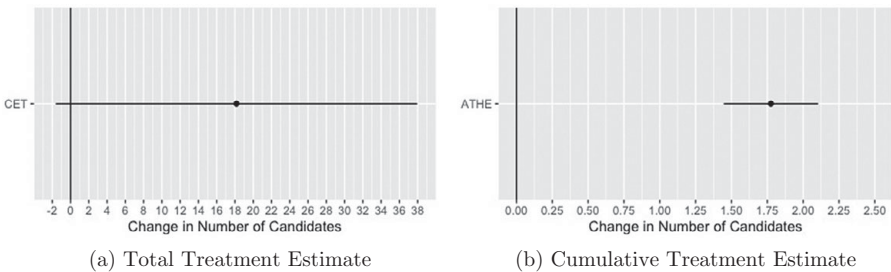 CET
-2 0 2 4 6 8 10 12 14 16 18 20 22 24 26 28 30 32 34 36 38
Change in Number of Candidates
(a) Total Treatment Estimate
ATHE
0.00 0.25 0.50 0.75 1.00 1.25 1.50 1.75 2.00 2.25 2.50
Change in Number of Candidates
(b) Cumulative Treatment Estimate